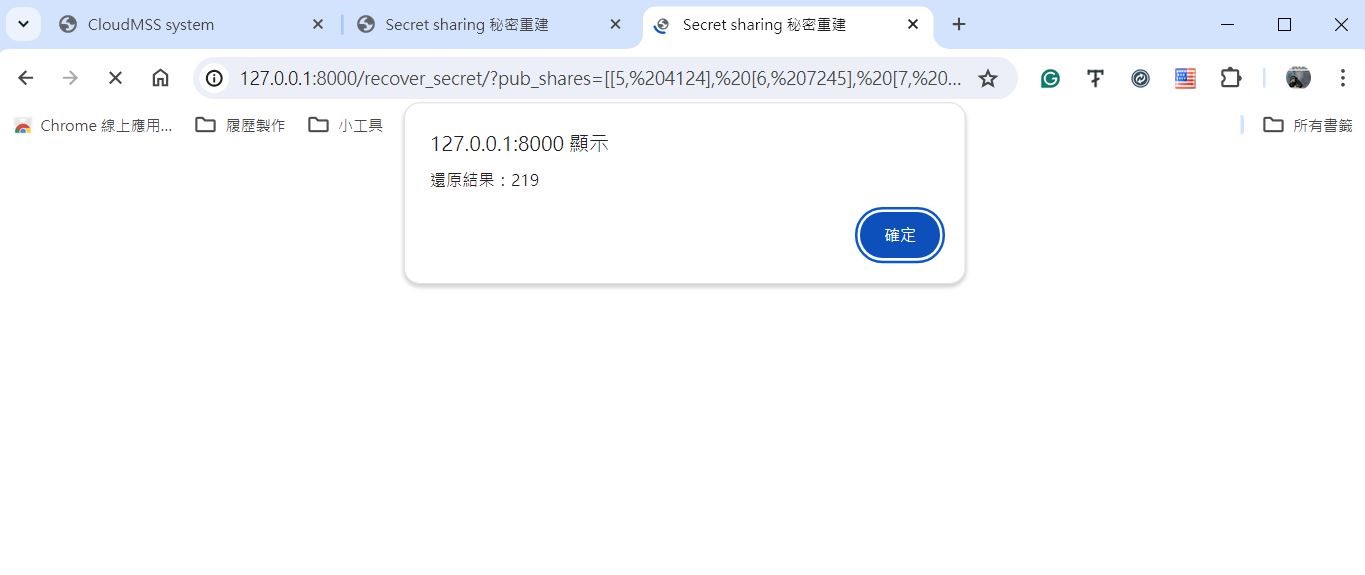 CloudMSS system
Secret sharing 秘密重建
Secret sharing 秘密重建
127.0.0.1:8000/recover_secret/?pub_shares=[[5,%204124],%20[6,%207245],%20[7,%20...
Chrome 線上應用...
履歷製作
小工具
所有書籤
127.0.0.1:8000 顯示
還原結果：219
確定